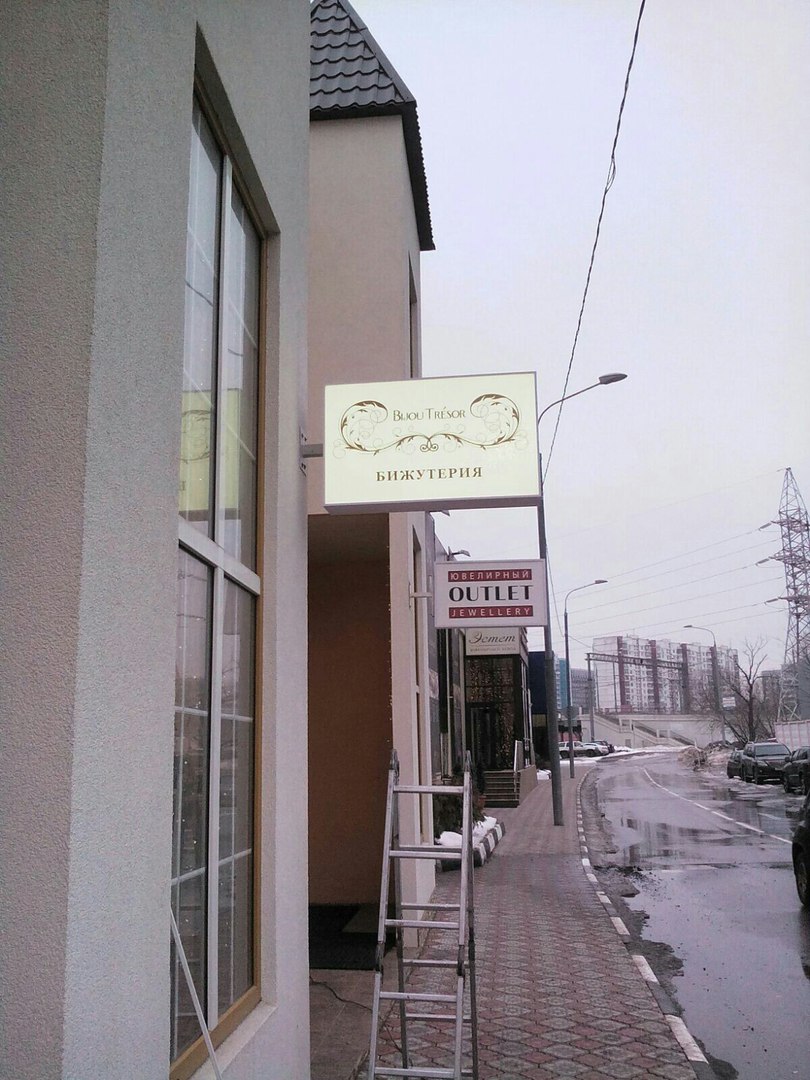 BIJOU TRÉSOR
БИЖУТЕРИЯ
ЮВЕЛИРНЫЙ
OUTLET
JEWELLERY
Эстет